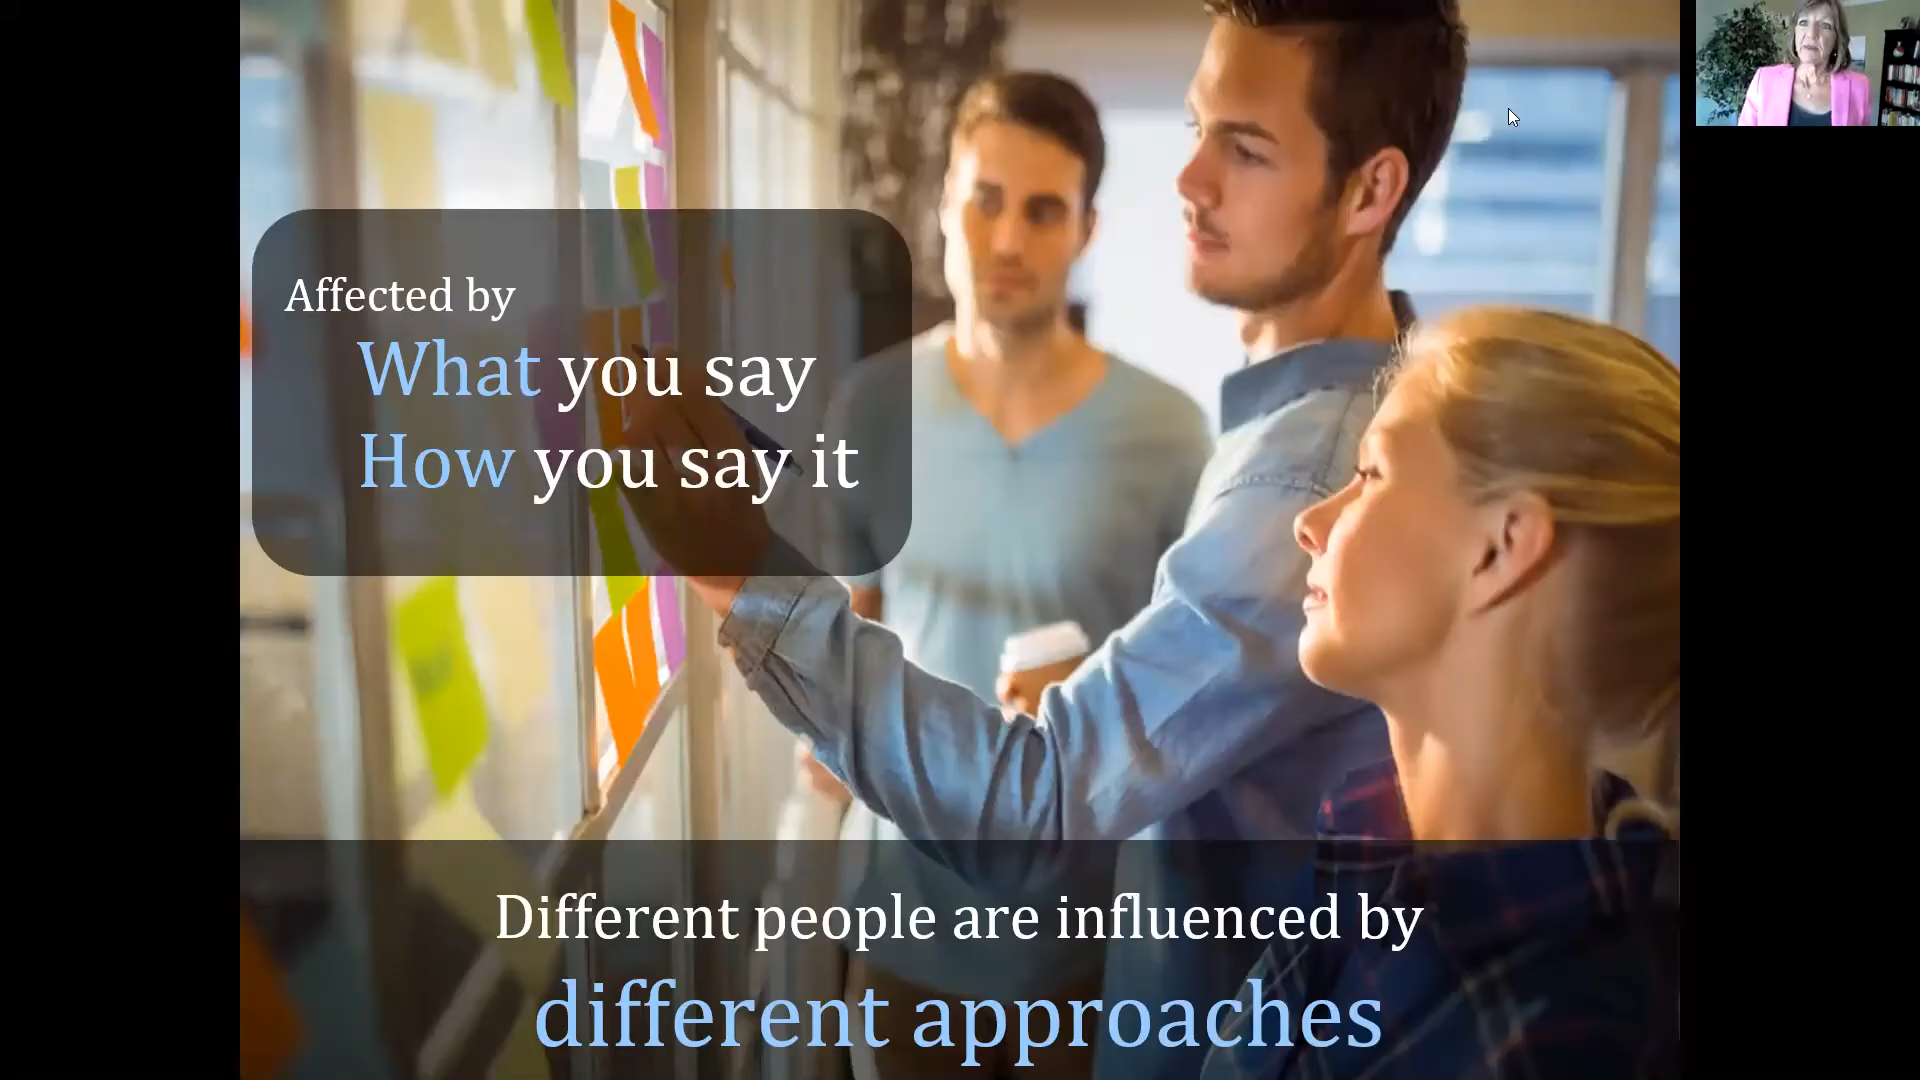 Affected by
What you say
How you say it
Different people are influenced by
different approaches